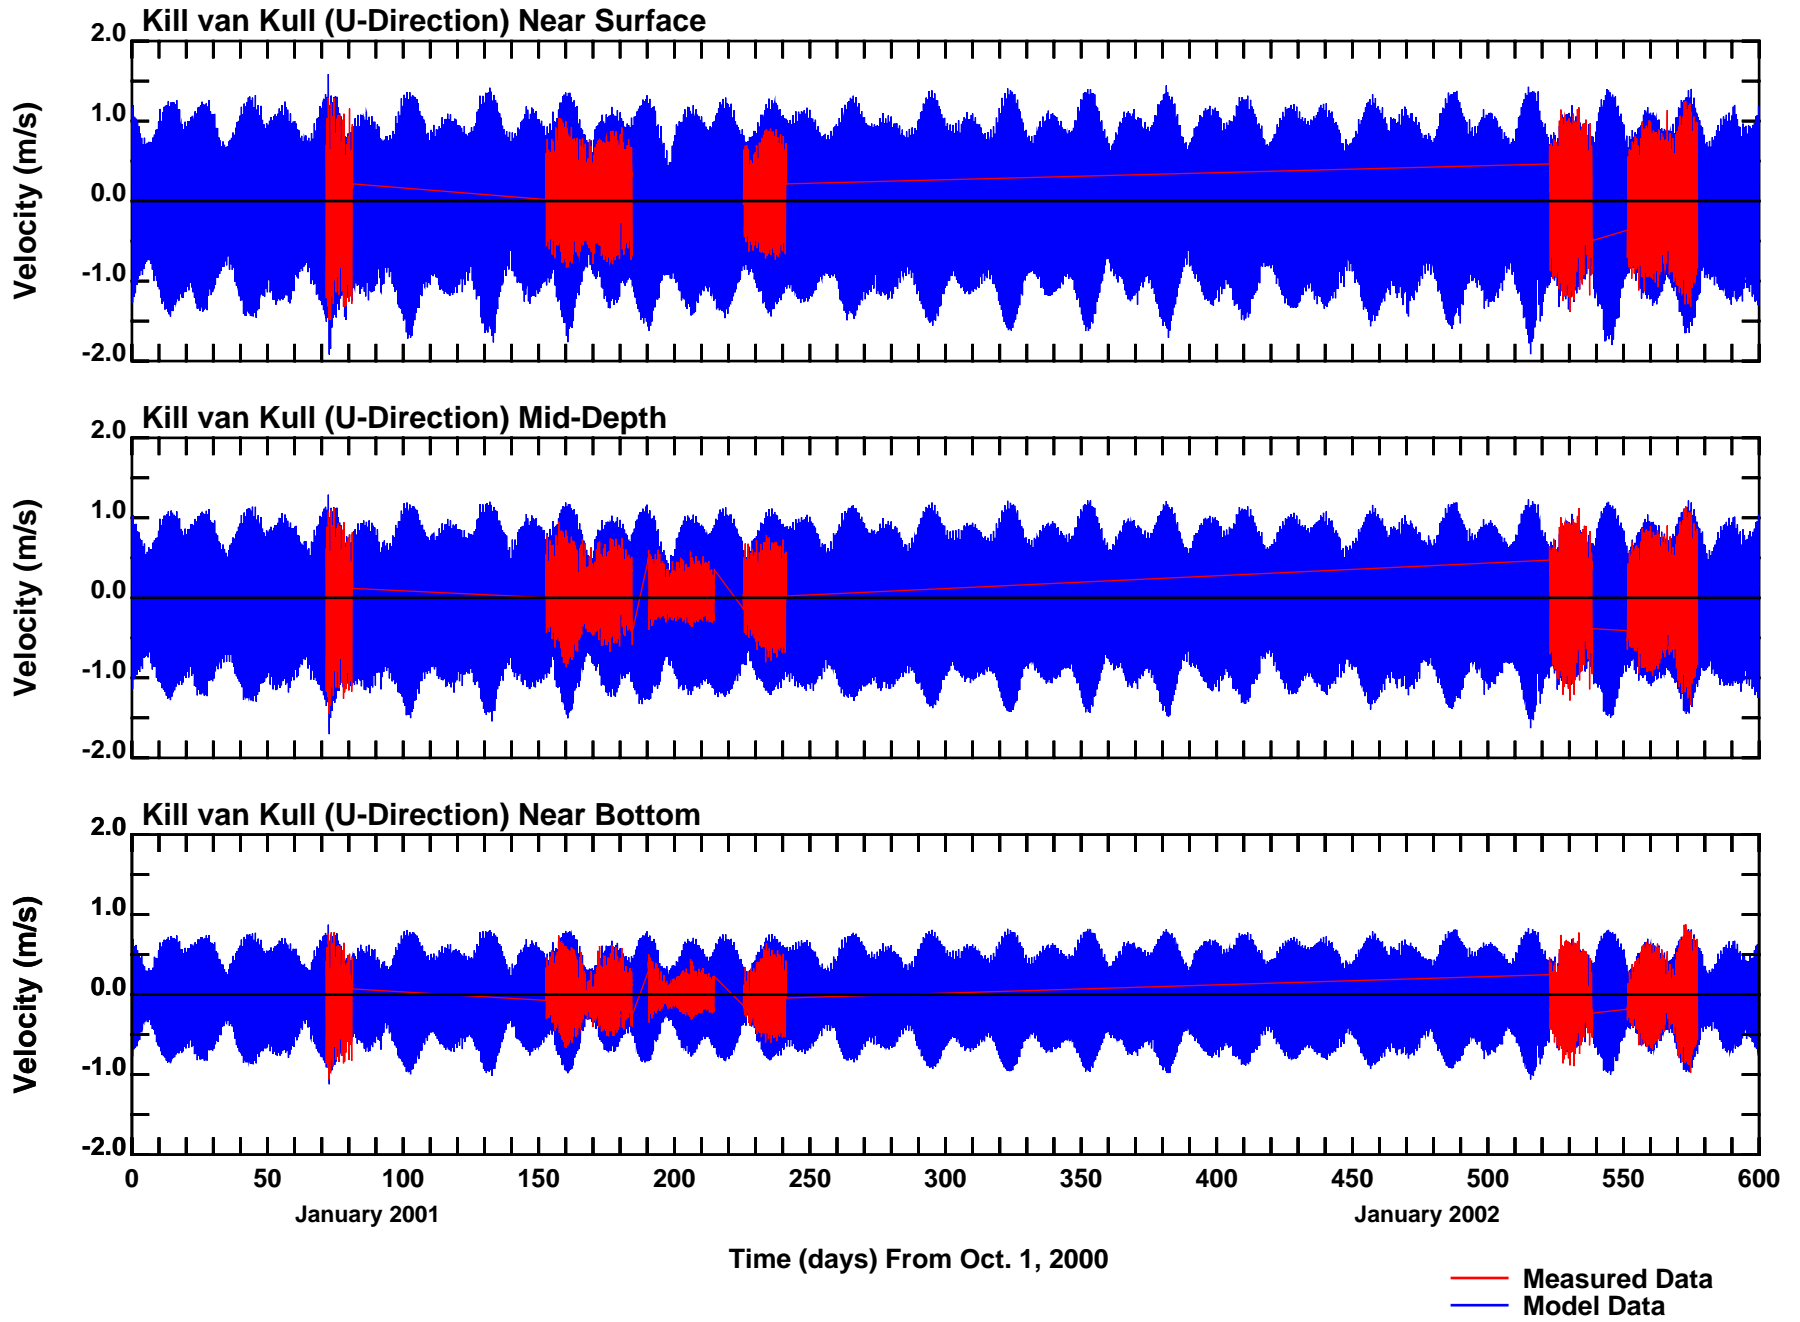 Kill van Kull (U-Direction) Near Surface
2.0
1.0
0.0
-1.0
-2.0
Velocity (m/s)
Kill van Kull (U-Direction) Mid-Depth
2.0
1.0
0.0
-1.0
-2.0
Velocity (m/s)
Kill van Kull (U-Direction) Near Bottom
2.0
1.0
0.0
-1.0
-2.0
Velocity (m/s)
0 50 100 150 200 250 300 350 400 450 500 550 600
January 2001 January 2002
Time (days) From Oct. 1, 2000
Measured Data
Model Data